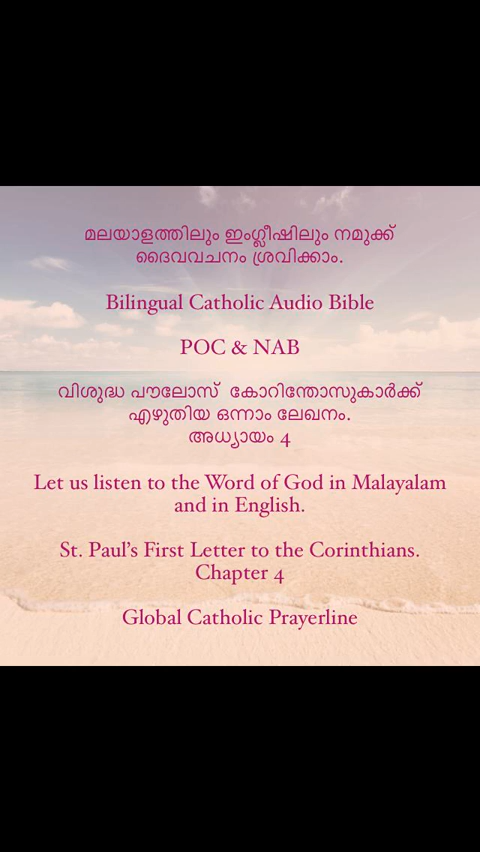 മലയാളത്തിലും ഇംഗ്ലീഷിലും നമുക്ക്
ദൈവവചനം ശ്രവിക്കാം.
Bilingual Catholic Audio Bible
POC & NAB
വിശുദ്ധ പൗലോസ് കോറിന്തോസുകാർക്ക്
എഴുതിയ ഒന്നാം ലേഖനം.
അധ്യായം 4
Let us listen to the Word of God in Malayalam
and in English.
St. Paul’s First Letter to the Corinthians.
Chapter 4
Global Catholic Prayerline